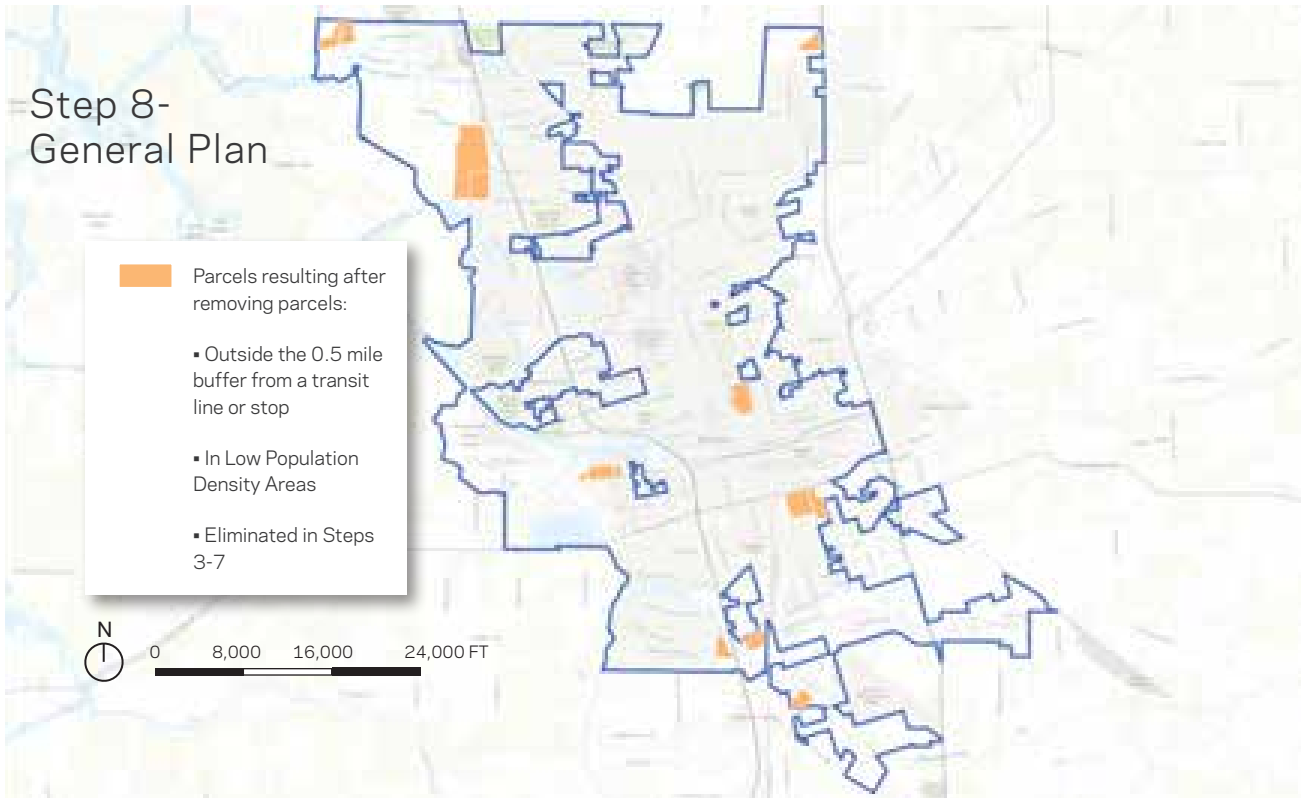 Step 8-
General Plan
Parcels resulting after
removing parcels:
▪ Outside the 0.5 mile
buffer from a transit
line or stop
▪ In Low Population
Density Areas
▪ Eliminated in Steps
3-7
N
0 8,000 16,000 24,000 FT